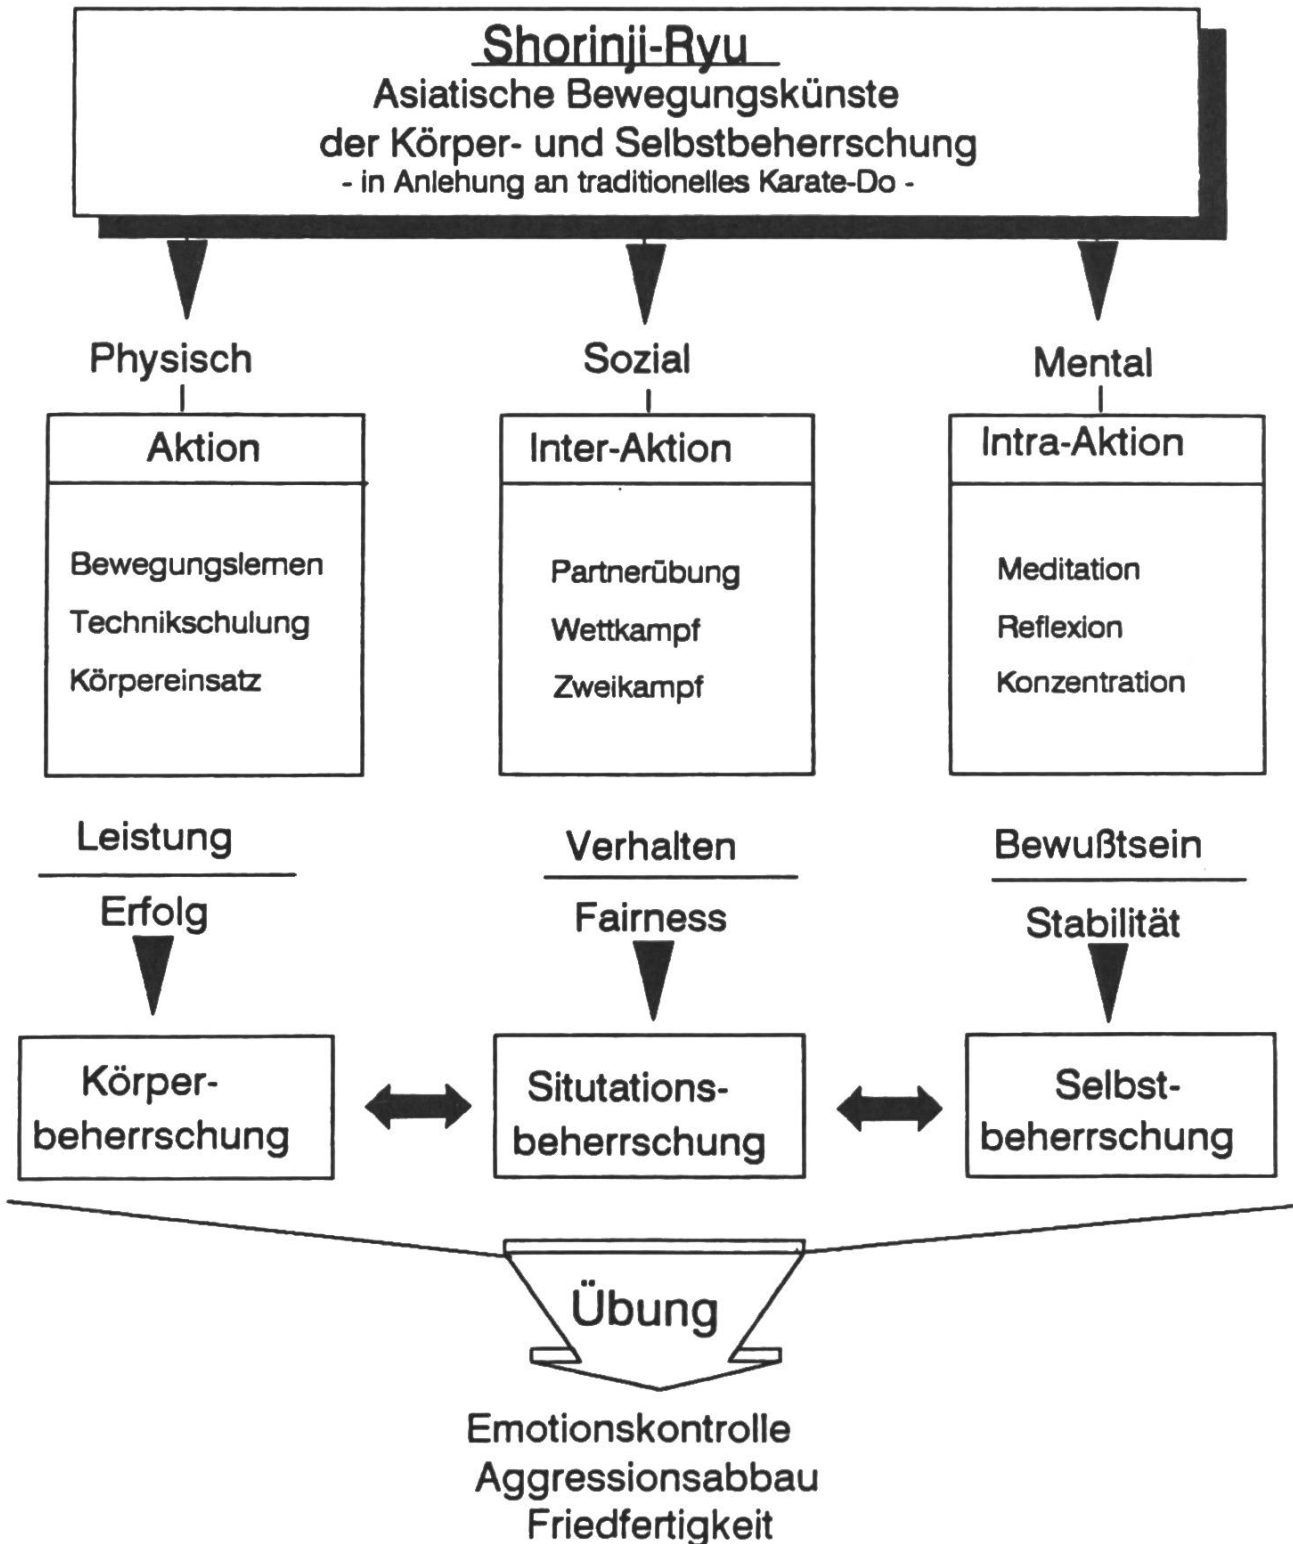 Shorinji-Ryu
Asiatische Bewegungskünste
der Körper- und Selbstbeherrschung
- in Anlehung an traditionelles Karate-Do -
Physisch
Aktion
Bewegungslernen
Technikschulung
Körpereinsatz
Leistung
Erfolg
Körper-
beherrschung
Sozial
Inter-Aktion
Partnerübung
Wettkampf
Zweikampf
Verhalten
Fairness
Situtations-
beherrschung
Mental
Intra-Aktion
Meditation
Reflexion
Konzentration
Bewußtsein
Stabilität
Selbst-
beherrschung
Übung
Emotionskontrolle
Aggressionsabbau
Friedfertigkeit